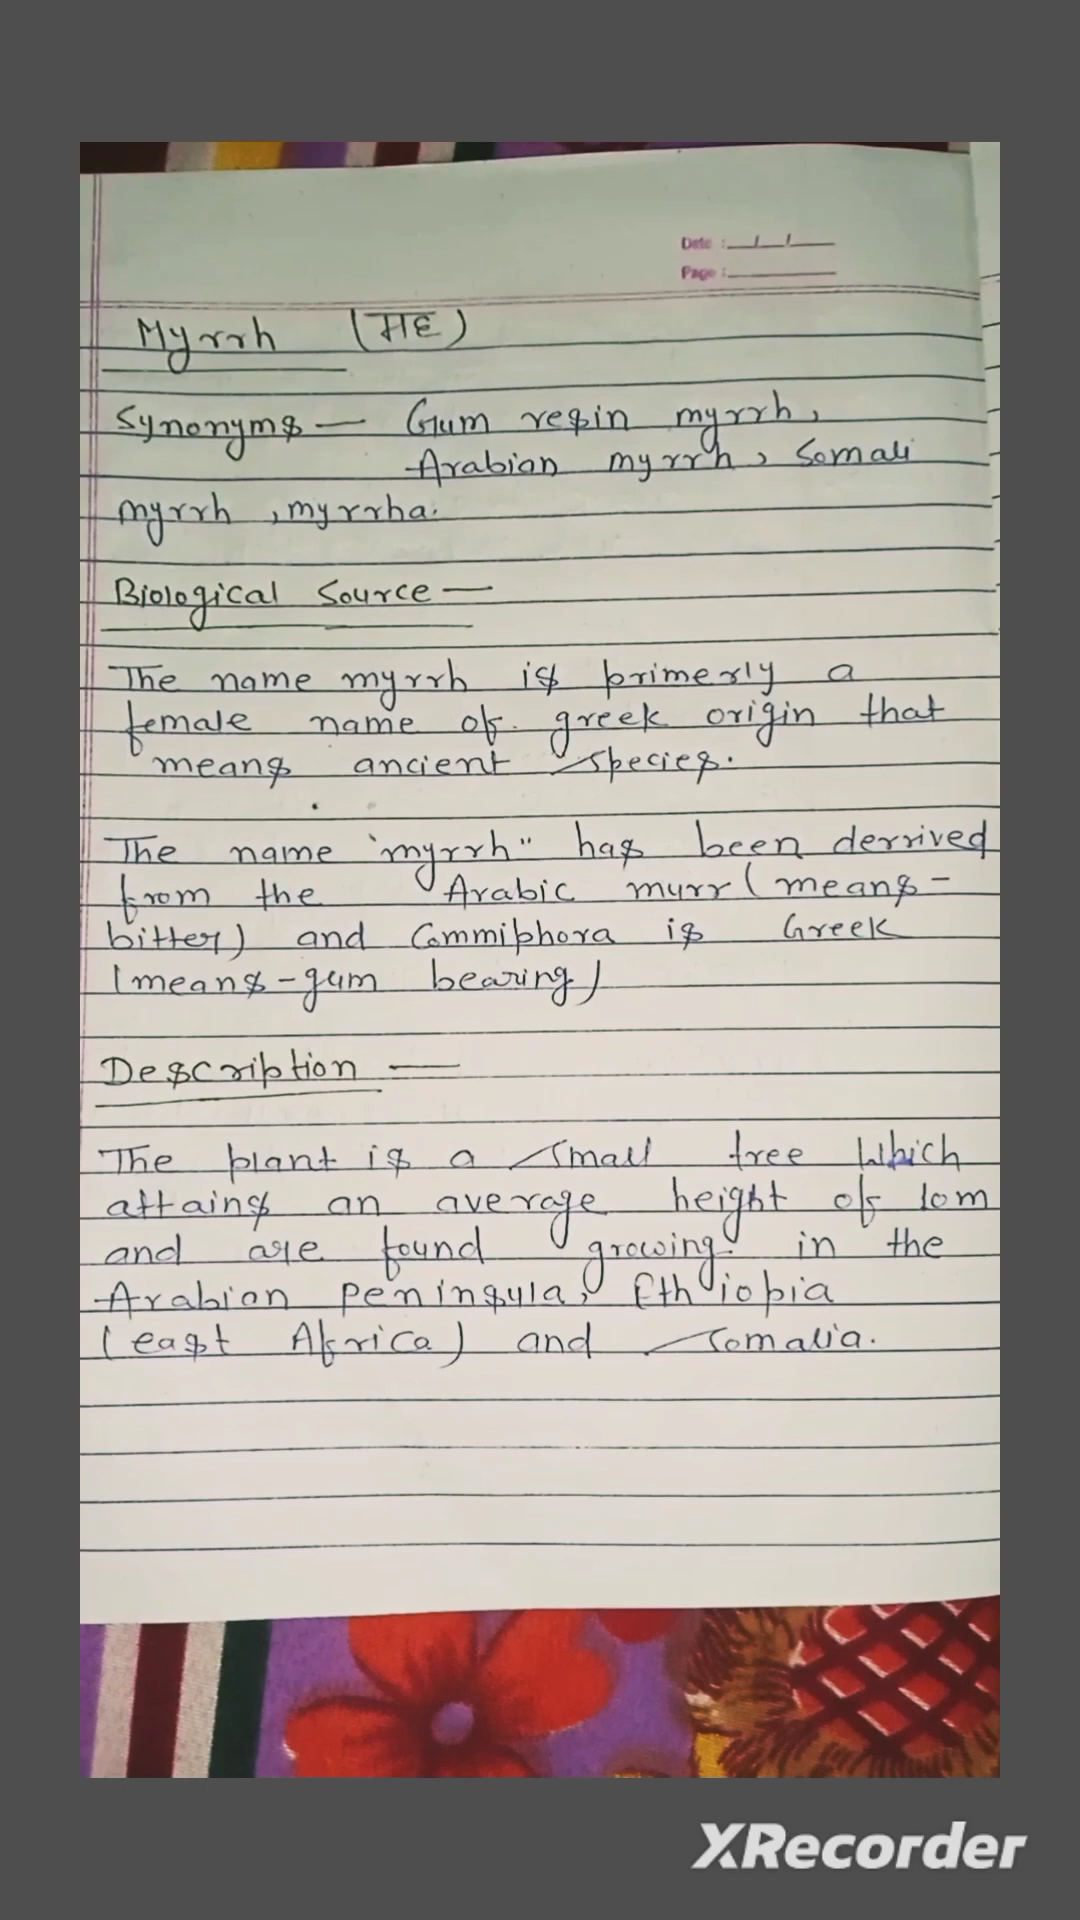 Date : _/_/_
Page :
Myrrh (मह)
Synonyms — Gum resin myrrh,
Arabian myrrh, Somali
myrrh, myrrha.
Biological Source —
The name myrrh is primerly a
female name of greek origin that
means ancient species.
The name "myrrh" has been derrived
from the Arabic murr (means-
bitter) and Commiphora is Greek
(means-gum bearing)
Description —
The plant is a small tree which
attains an average height of 10m
and are found growing in the
Arabian peninsula, Ethiopia
(east Africa) and Somalia.
XRecorder